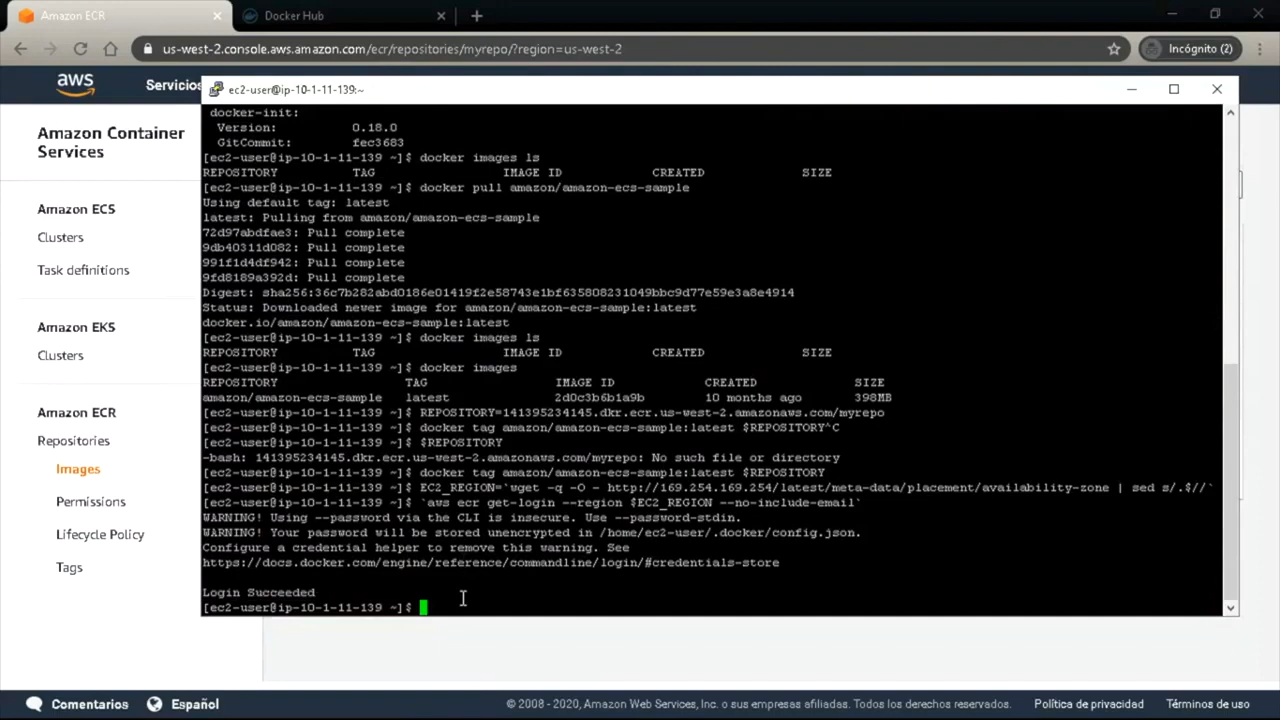 Amazon ECR
Docker Hub
us-west-2.console.aws.amazon.com/ecr/repositories/myrepo/?region=us-west-2
Incógnito (2)
aws
Servicios
ec2-user@ip-10-1-11-139:~
Amazon Container
Services
Amazon ECS
Clusters
Task definitions
Amazon EKS
Clusters
Amazon ECR
Repositories
Images
Permissions
Lifecycle Policy
Tags
docker-init:
Version: 0.18.0
GitCommit: fec3683
[ec2-user@ip-10-1-11-139 ~]$ docker images ls
REPOSITORY TAG IMAGE ID CREATED SIZE
[ec2-user@ip-10-1-11-139 ~]$ docker pull amazon/amazon-ecs-sample
Using default tag: latest
latest: Pulling from amazon/amazon-ecs-sample
72d97abdfae3: Pull complete
9db40311d082: Pull complete
991f1d4df942: Pull complete
9fd8189a392d: Pull complete
Digest: sha256:36c7b282abd0186e01419f2e58743e1bf635808231049bbc9d77e59e3a8e4914
Status: Downloaded newer image for amazon/amazon-ecs-sample:latest
docker.io/amazon/amazon-ecs-sample:latest
[ec2-user@ip-10-1-11-139 ~]$ docker images ls
REPOSITORY TAG IMAGE ID CREATED SIZE
[ec2-user@ip-10-1-11-139 ~]$ docker images
REPOSITORY TAG IMAGE ID CREATED SIZE
amazon/amazon-ecs-sample latest 2d0c3b6b1a9b 10 months ago 398MB
[ec2-user@ip-10-1-11-139 ~]$ REPOSITORY=141395234145.dkr.ecr.us-west-2.amazonaws.com/myrepo
[ec2-user@ip-10-1-11-139 ~]$ docker tag amazon/amazon-ecs-sample:latest $REPOSITORY^C
[ec2-user@ip-10-1-11-139 ~]$ $REPOSITORY
-bash: 141395234145.dkr.ecr.us-west-2.amazonaws.com/myrepo: No such file or directory
[ec2-user@ip-10-1-11-139 ~]$ docker tag amazon/amazon-ecs-sample:latest $REPOSITORY
[ec2-user@ip-10-1-11-139 ~]$ EC2_REGION=`wget -q -O - http://169.254.169.254/latest/meta-data/placement/availability-zone | sed s/.$//`
[ec2-user@ip-10-1-11-139 ~]$ `aws ecr get-login --region $EC2_REGION --no-include-email`
WARNING! Using --password via the CLI is insecure. Use --password-stdin.
WARNING! Your password will be stored unencrypted in /home/ec2-user/.docker/config.json.
Configure a credential helper to remove this warning. See
https://docs.docker.com/engine/reference/commandline/login/#credentials-store
Login Succeeded
[ec2-user@ip-10-1-11-139 ~]$
Comentarios
Español
© 2008 - 2020, Amazon Web Services, Inc. o sus empresas afiliadas. Todos los derechos reservados.
Política de privacidad
Términos de uso